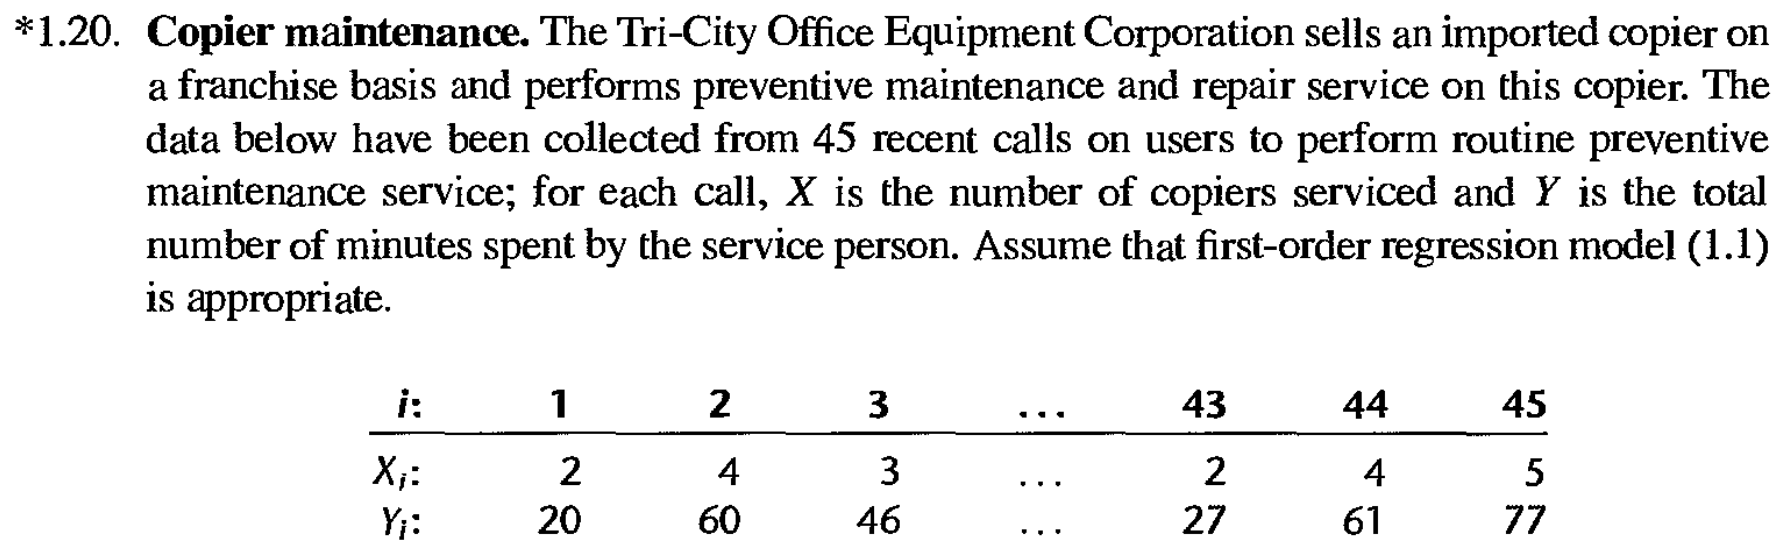 *1.20. Copier maintenance. The Tri-City Office Equipment Corporation sells an imported copier on
a franchise basis and performs preventive maintenance and repair service on this copier. The
data below have been collected from 45 recent calls on users to perform routine preventive
maintenance service; for each call, X is the number of copiers serviced and Y is the total
number of minutes spent by the service person. Assume that first-order regression model (1.1)
is appropriate.
i: 1 2 3 ... 43 44 45
Xi: 2 4 3 ... 2 4 5
Yi: 20 60 46 ... 27 61 77